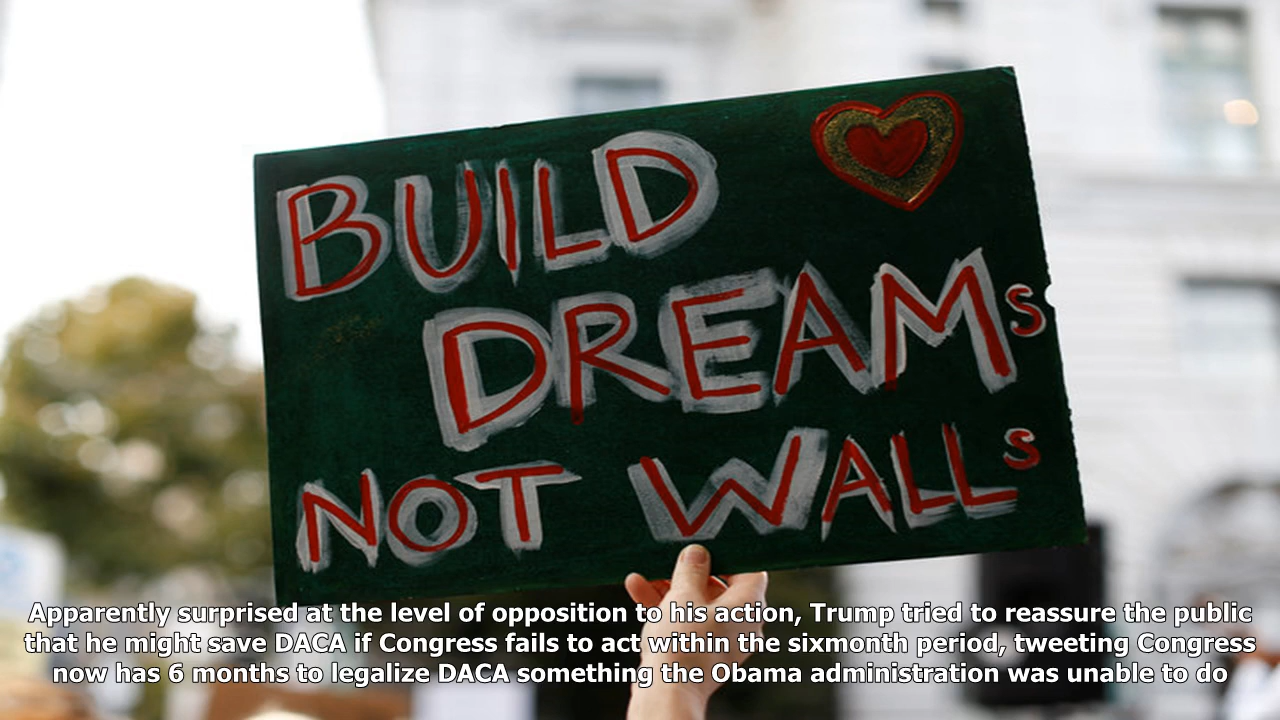 BUILD
DREAMs
NOT WALLs
Apparently surprised at the level of opposition to his action, Trump tried to reassure the public
that he might save DACA if Congress fails to act within the sixmonth period, tweeting Congress
now has 6 months to legalize DACA something the Obama administration was unable to do